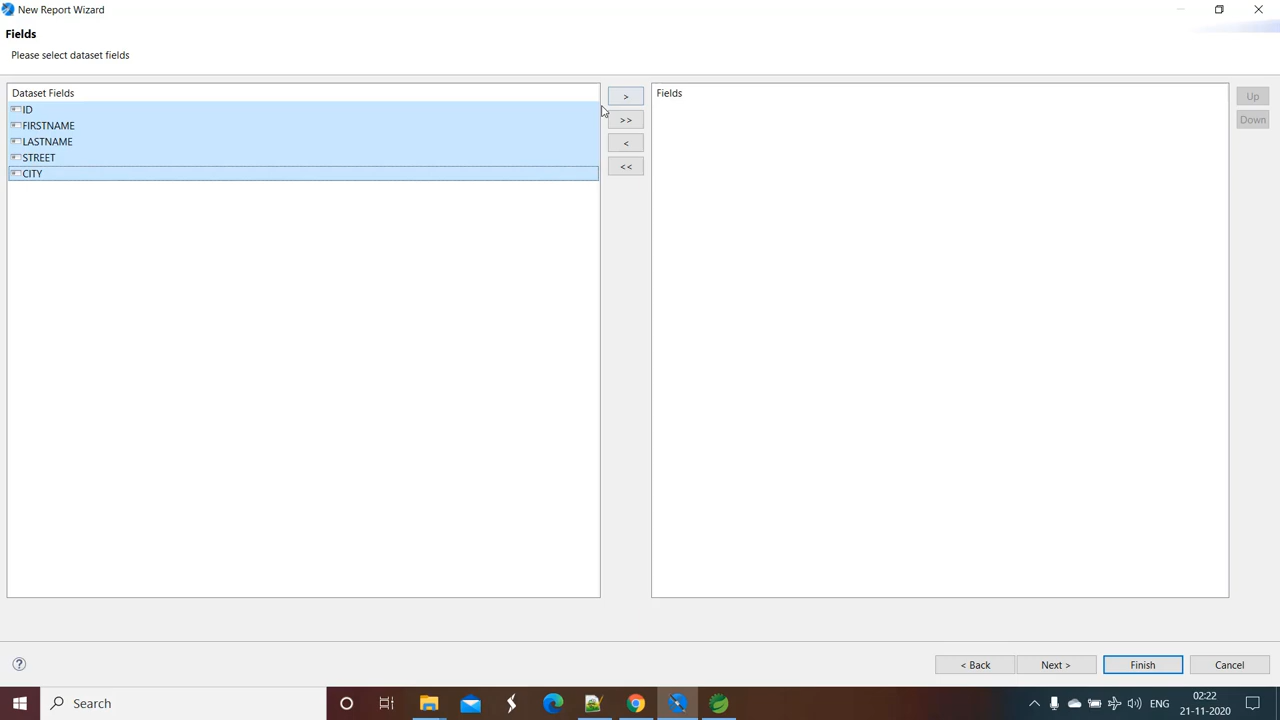 New Report Wizard
Fields
Please select dataset fields
Dataset Fields
ID
FIRSTNAME
LASTNAME
STREET
CITY
>
>>
<
<<
Fields
Up
Down
< Back
Next >
Finish
Cancel
Search
ENG
02:22
21-11-2020